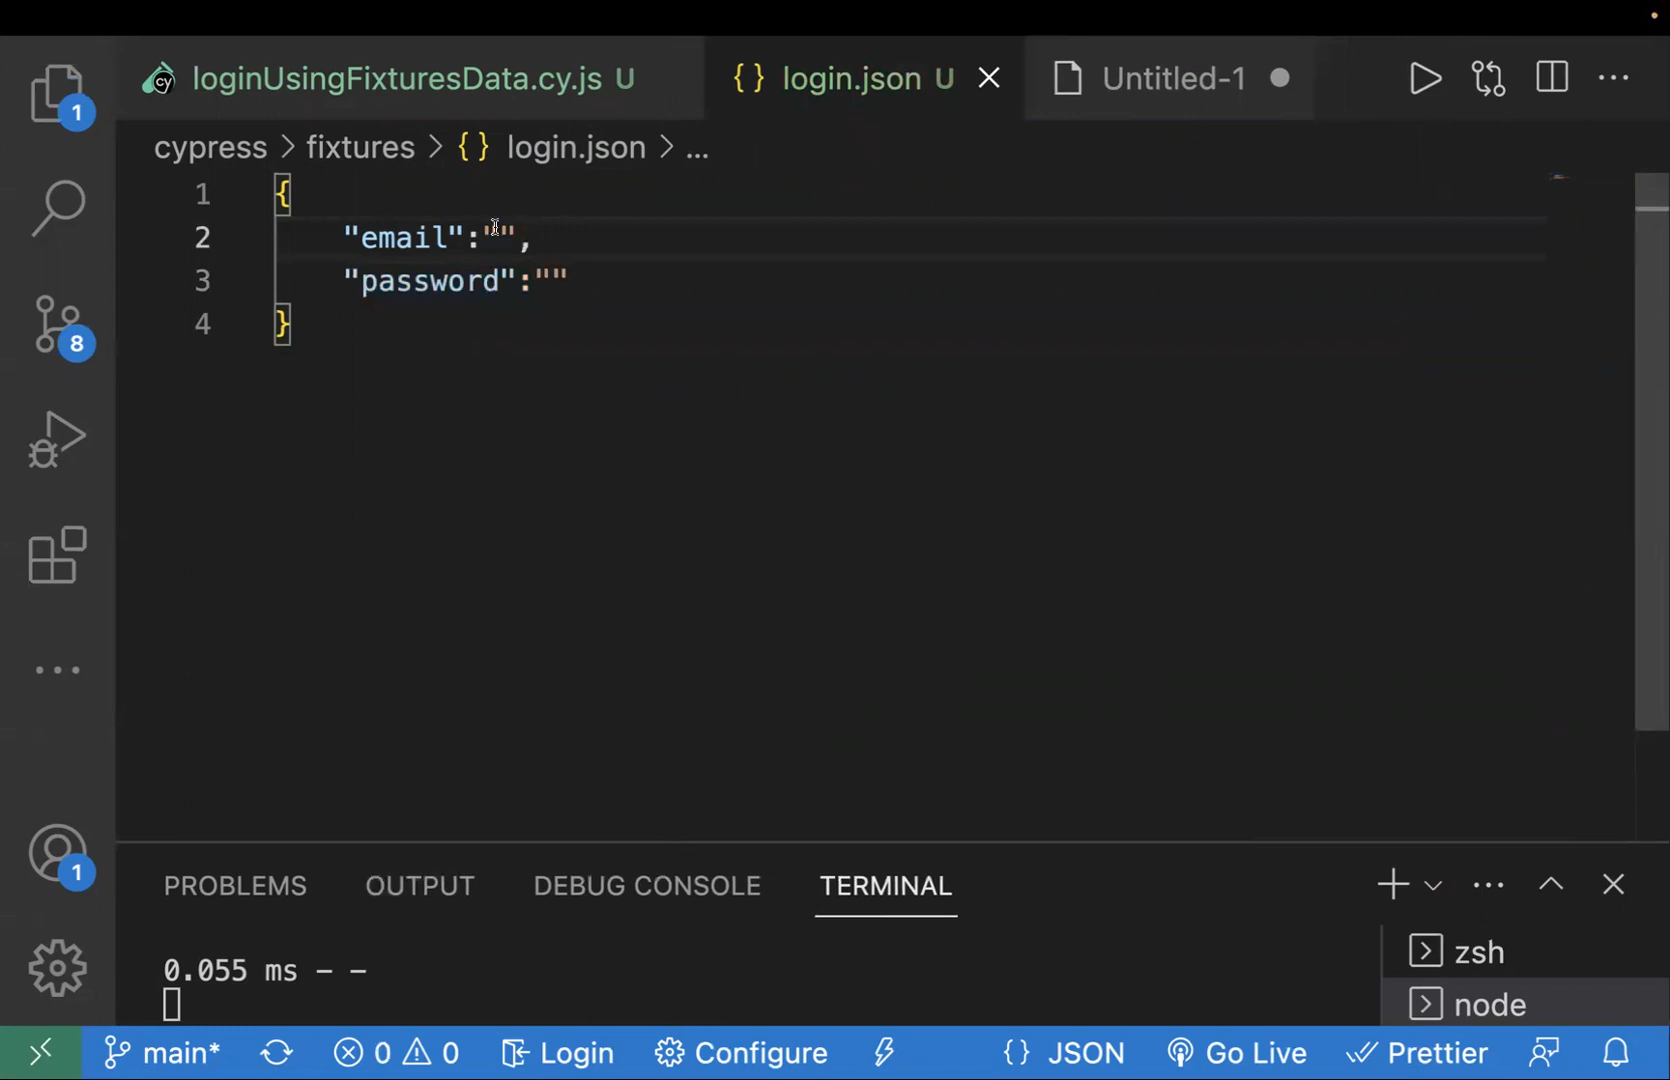 loginUsingFixturesData.cy.js U
{ } login.json U
Untitled-1
cypress > fixtures > { } login.json > ...
1 {
2 "email":"",
3 "password":""
4 }
1
8
1
PROBLEMS OUTPUT DEBUG CONSOLE TERMINAL
0.055 ms - -
zsh
node
main* 0 0 Login Configure { } JSON Go Live Prettier